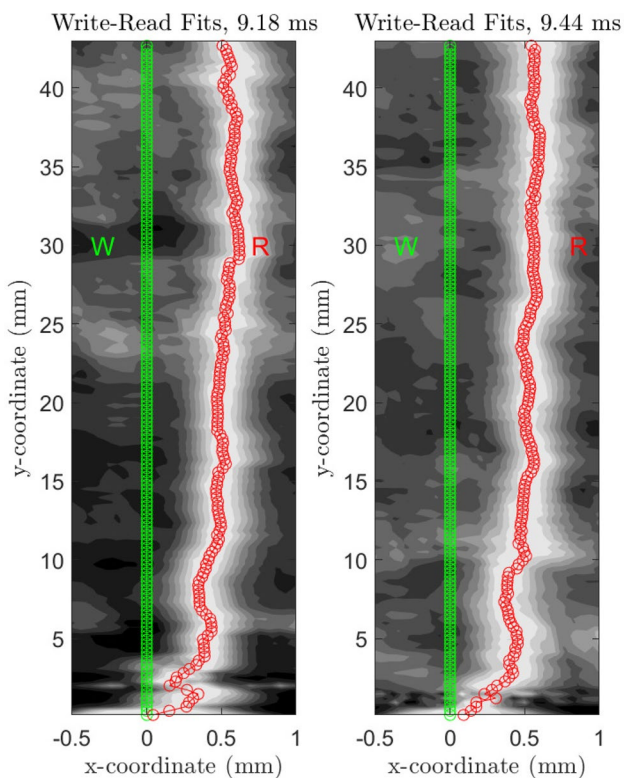 Write-Read Fits, 9.18 ms
40
35
30
25
20
15
10
5
-0.5
0
0.5
1
W
R
y-coordinate (mm)
x-coordinate (mm)
Write-Read Fits, 9.44 ms
40
35
30
25
20
15
10
5
-0.5
0
0.5
1
W
R
y-coordinate (mm)
x-coordinate (mm)